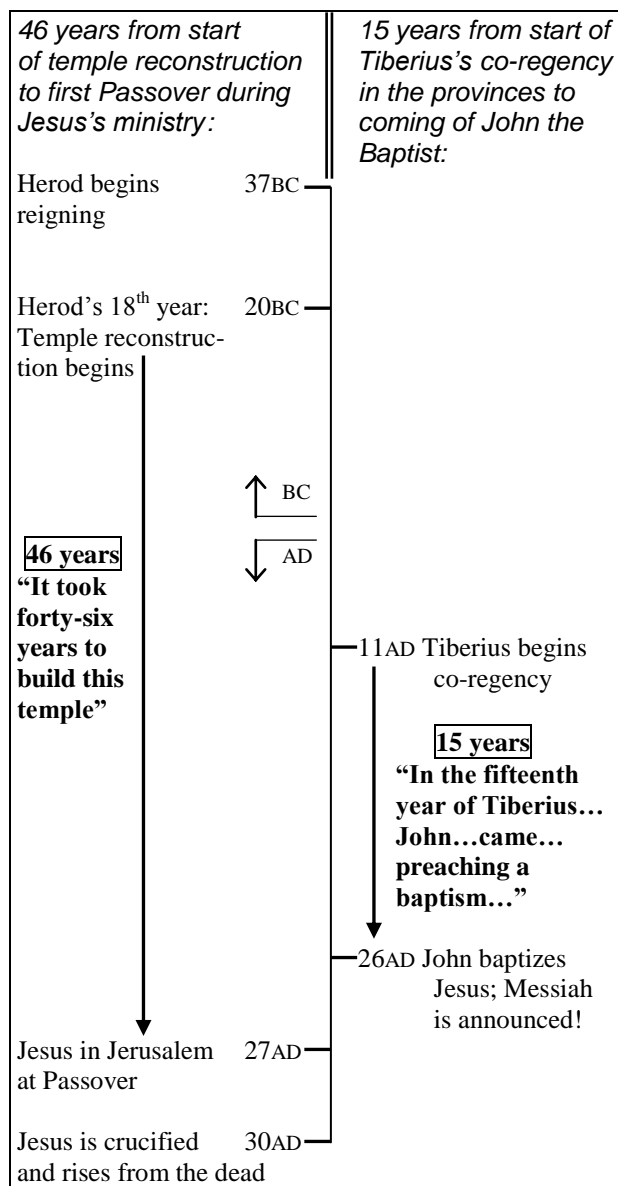 46 years from start
of temple reconstruction
to first Passover during
Jesus's ministry:
15 years from start of
Tiberius's co-regency
in the provinces to
coming of John the
Baptist:
Herod begins
reigning
37BC
Herod's 18th year:
Temple reconstruc-
tion begins
20BC
BC
AD
46 years
“It took
forty-six
years to
build this
temple”
11AD Tiberius begins
co-regency
15 years
“In the fifteenth
year of Tiberius…
John…came…
preaching a
baptism…”
26AD John baptizes
Jesus; Messiah
is announced!
Jesus in Jerusalem
at Passover
27AD
Jesus is crucified
and rises from the dead
30AD